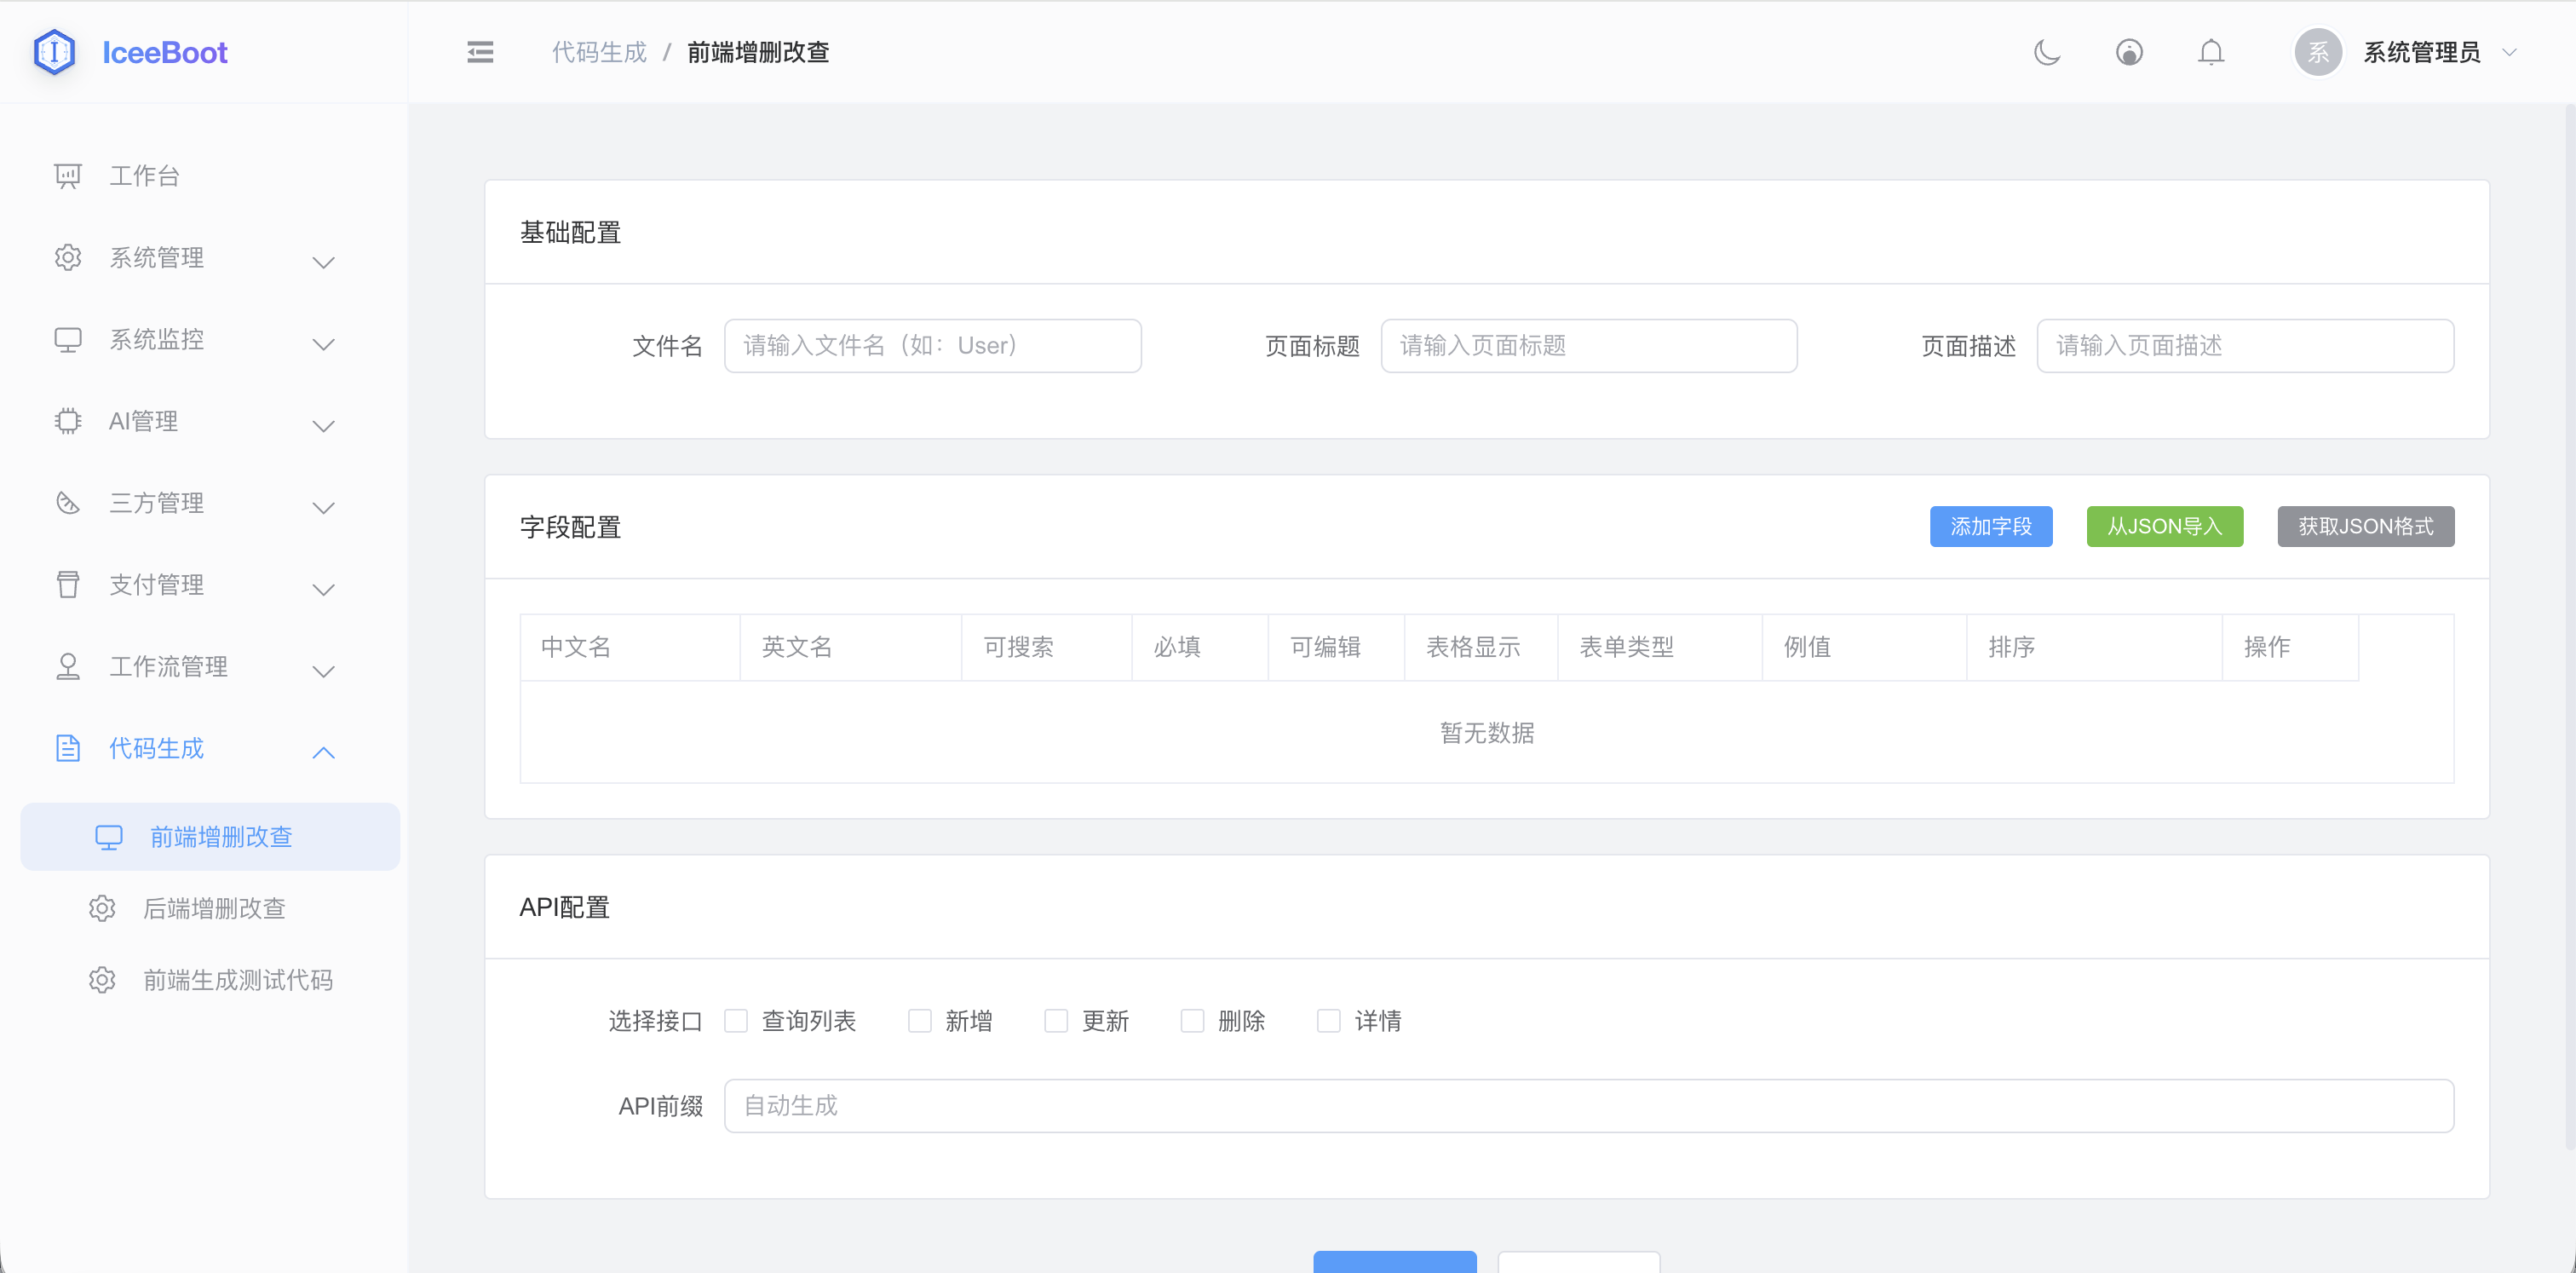 IceeBoot
代码生成 / 前端增删改查
系 系统管理员
工作台
系统管理
系统监控
AI管理
三方管理
支付管理
工作流管理
代码生成
前端增删改查
后端增删改查
前端生成测试代码
基础配置
文件名 请输入文件名（如：User） 页面标题 请输入页面标题 页面描述 请输入页面描述
字段配置 添加字段 从JSON导入 获取JSON格式
中文名 英文名 可搜索 必填 可编辑 表格显示 表单类型 例值 排序 操作
暂无数据
API配置
选择接口 查询列表 新增 更新 删除 详情
API前缀 自动生成